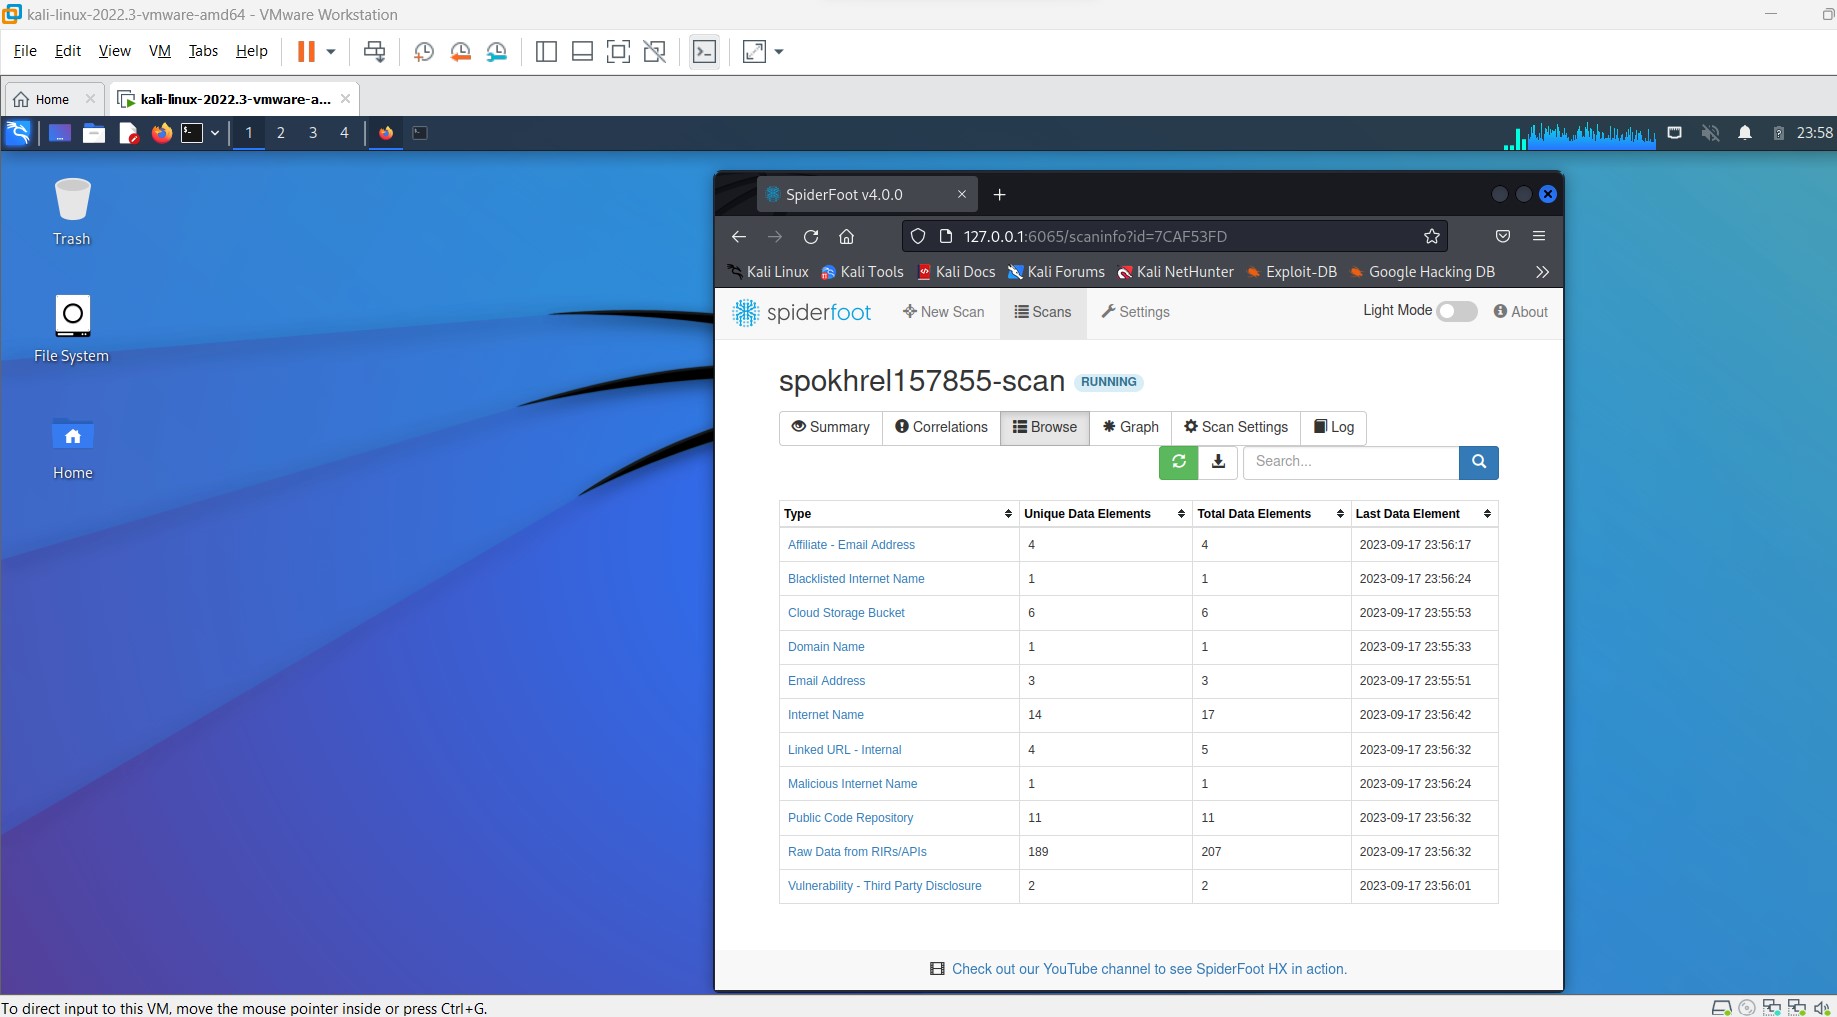 kali-linux-2022.3-vmware-amd64 - VMware Workstation
File Edit View VM Tabs Help
Home kali-linux-2022.3-vmware-a...
1 2 3 4 23:58
Trash
File System
Home
SpiderFoot v4.0.0
127.0.0.1:6065/scaninfo?id=7CAF53FD
Kali Linux Kali Tools Kali Docs Kali Forums Kali NetHunter Exploit-DB Google Hacking DB
spiderfoot New Scan Scans Settings Light Mode About
spokhrel157855-scan RUNNING
Summary Correlations Browse Graph Scan Settings Log
Search...
Type Unique Data Elements Total Data Elements Last Data Element
Affiliate - Email Address 4 4 2023-09-17 23:56:17
Blacklisted Internet Name 1 1 2023-09-17 23:56:24
Cloud Storage Bucket 6 6 2023-09-17 23:55:53
Domain Name 1 1 2023-09-17 23:55:33
Email Address 3 3 2023-09-17 23:55:51
Internet Name 14 17 2023-09-17 23:56:42
Linked URL - Internal 4 5 2023-09-17 23:56:32
Malicious Internet Name 1 1 2023-09-17 23:56:24
Public Code Repository 11 11 2023-09-17 23:56:32
Raw Data from RIRs/APIs 189 207 2023-09-17 23:56:32
Vulnerability - Third Party Disclosure 2 2 2023-09-17 23:56:01
Check out our YouTube channel to see SpiderFoot HX in action.
To direct input to this VM, move the mouse pointer inside or press Ctrl+G.